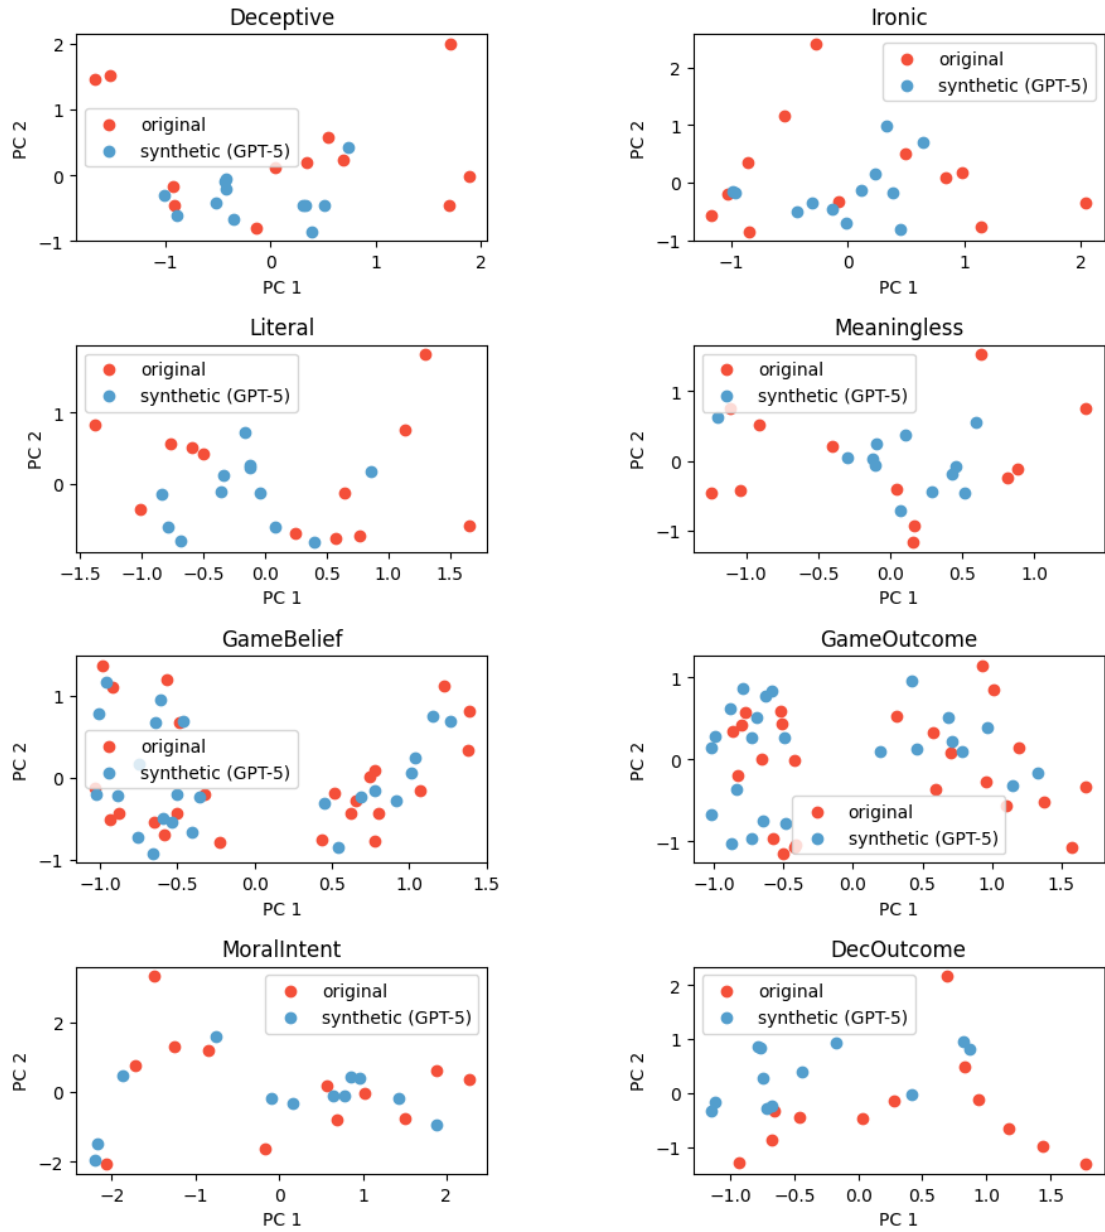 Deceptive
2
1
0
−1
PC 2
original
synthetic (GPT-5)
−1
0
1
2
PC 1
Ironic
2
1
0
−1
PC 2
original
synthetic (GPT-5)
−1
0
1
2
PC 1
Literal
1
0
PC 2
original
synthetic (GPT-5)
−1.5
−1.0
−0.5
0.0
0.5
1.0
1.5
PC 1
Meaningless
1
0
−1
PC 2
original
synthetic (GPT-5)
−1.0
−0.5
0.0
0.5
1.0
PC 1
GameBelief
1
0
−1
PC 2
original
synthetic (GPT-5)
−1.0
−0.5
0.0
0.5
1.0
1.5
PC 1
GameOutcome
1
0
−1
PC 2
original
synthetic (GPT-5)
−1.0
−0.5
0.0
0.5
1.0
1.5
PC 1
MoralIntent
2
0
−2
PC 2
original
synthetic (GPT-5)
−2
−1
0
1
2
PC 1
DecOutcome
2
1
0
−1
PC 2
original
synthetic (GPT-5)
−1.0
−0.5
0.0
0.5
1.0
1.5
PC 1